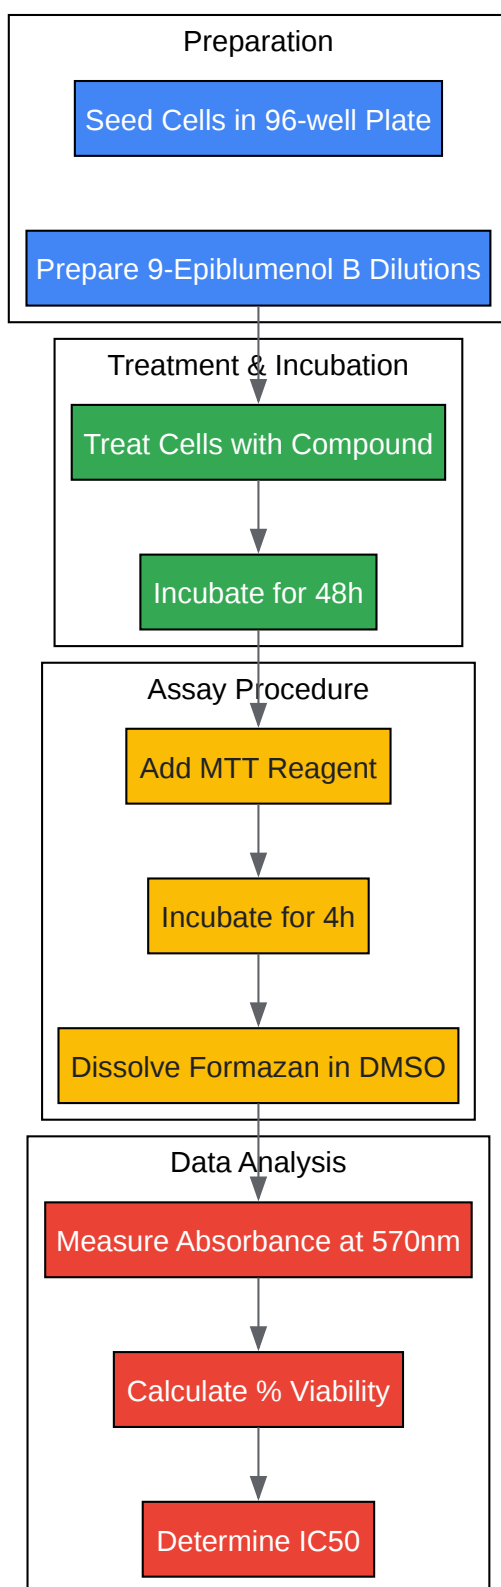 Preparation
Seed Cells in 96-well Plate
Prepare 9-Epiblumenol B Dilutions
Treatment & Incubation
Treat Cells with Compound
Incubate for 48h
Assay Procedure
Add MTT Reagent
Incubate for 4h
Dissolve Formazan in DMSO
Data Analysis
Measure Absorbance at 570nm
Calculate % Viability
Determine IC50